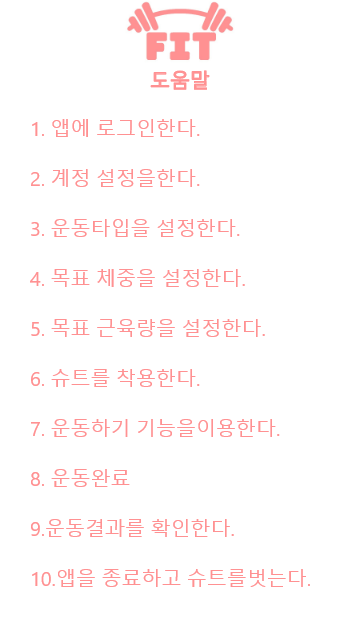 FIT
도움말
1. 앱에 로그인한다.
2. 계정 설정을한다.
3. 운동타입을 설정한다.
4. 목표 체중을 설정한다.
5. 목표 근육량을 설정한다.
6. 슈트를 착용한다.
7. 운동하기 기능을이용한다.
8. 운동완료
9.운동결과를 확인한다.
10.앱을 종료하고 슈트를벗는다.